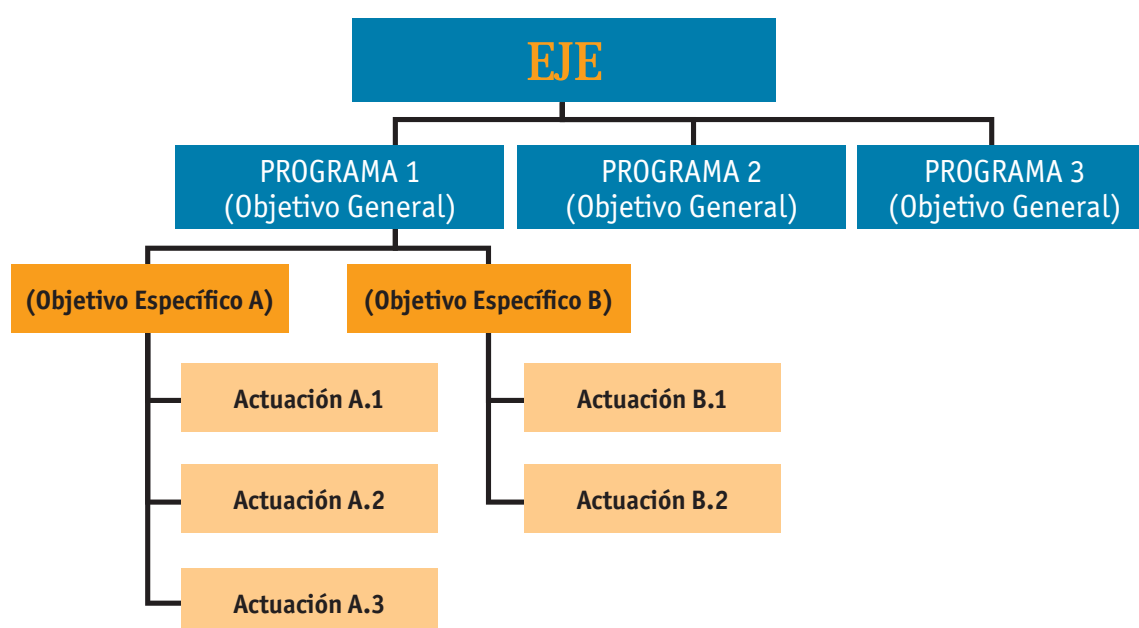 EJE
PROGRAMA 1
(Objetivo General)
PROGRAMA 2
(Objetivo General)
PROGRAMA 3
(Objetivo General)
(Objetivo Específico A)
(Objetivo Específico B)
Actuación A.1
Actuación B.1
Actuación A.2
Actuación B.2
Actuación A.3